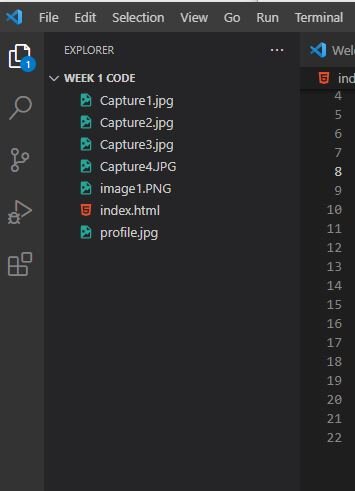 File Edit Selection View Go Run Terminal
EXPLORER ...
Welc
WEEK 1 CODE
ind
Capture1.jpg
Capture2.jpg
Capture3.jpg
Capture4.JPG
image1.PNG
index.html
profile.jpg
1
4
5
6
7
8
9
10
11
12
13
14
15
16
17
18
19
20
21
22